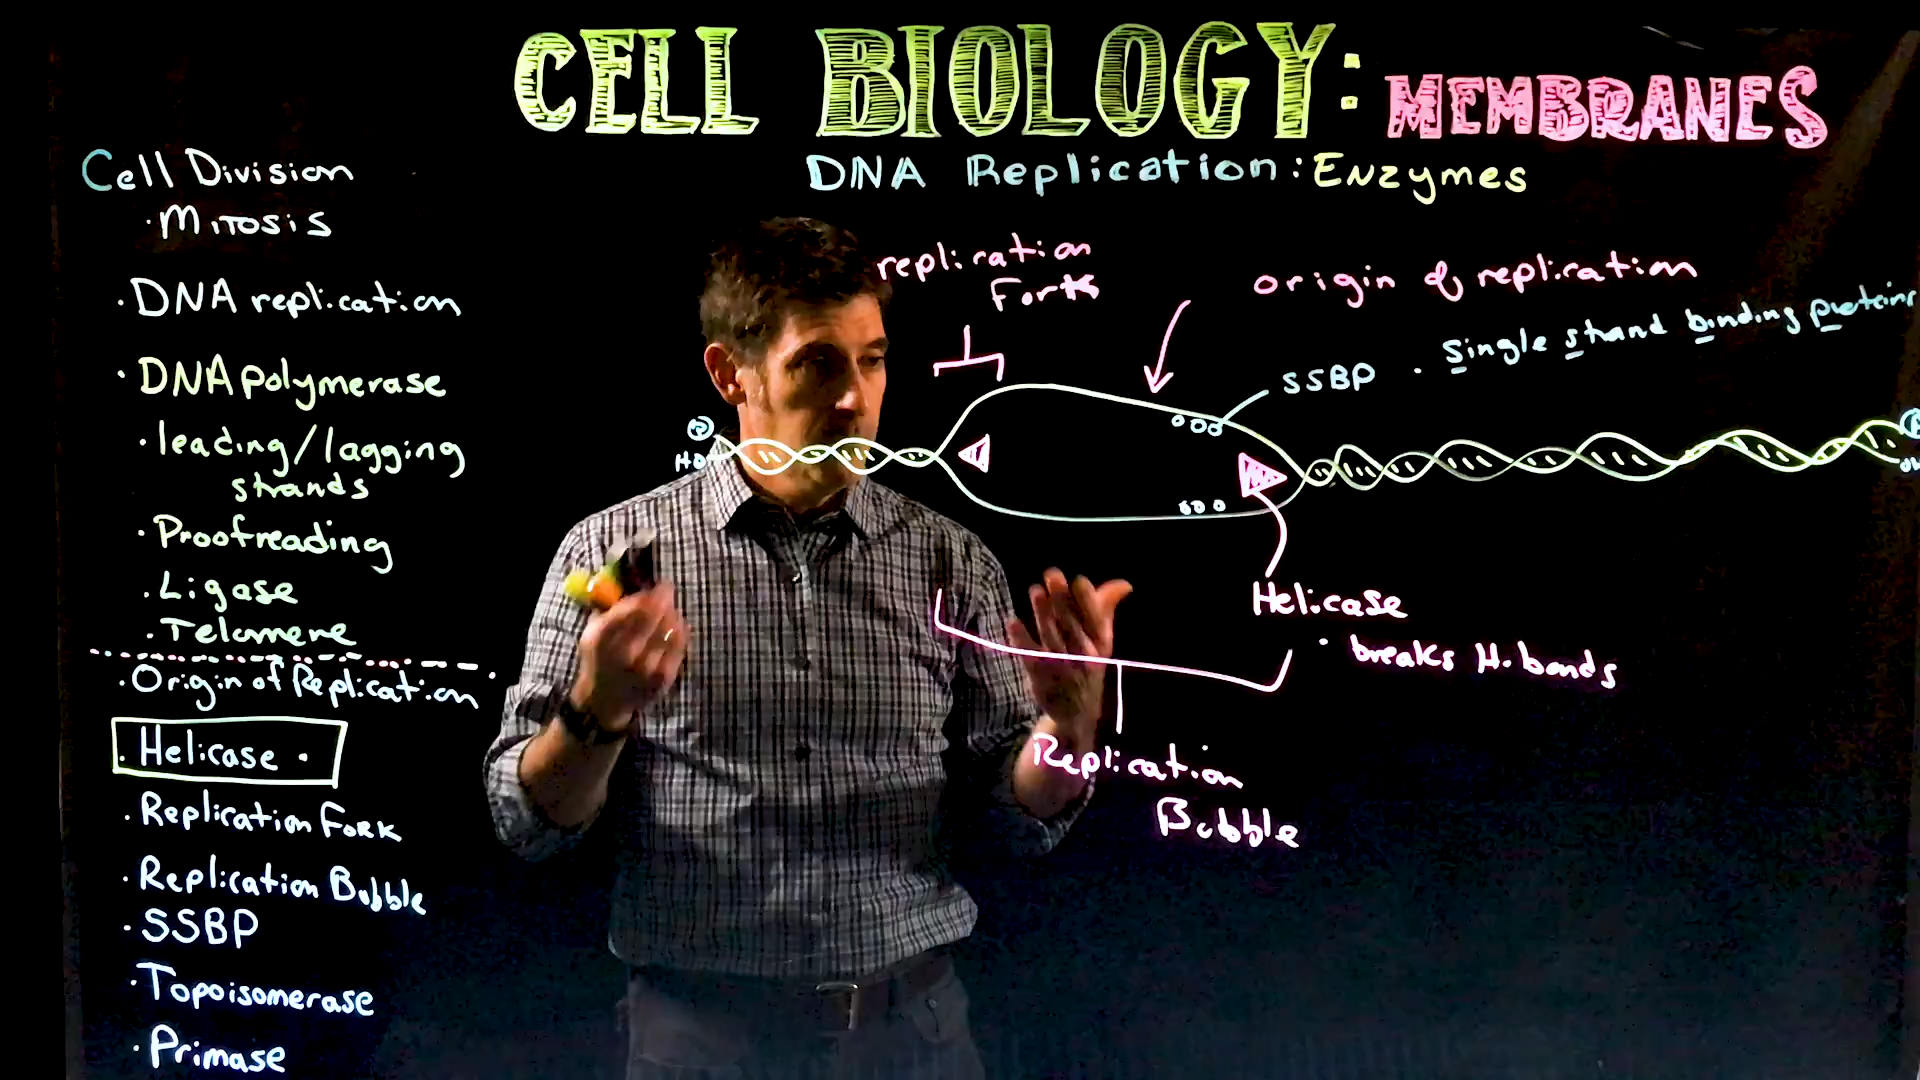 CELL BIOLOGY: MEMBRANES
DNA Replication: Enzymes
Cell Division
· Mitosis
· DNA replication
· DNA polymerase
· leading/lagging
strands
· Proofreading
· Ligase
· Telomere
· Origin of Replication
· Helicase ·
· Replication Fork
· Replication Bubble
· SSBP
· Topoisomerase
· Primase
replication
Fork
origin of replication
SSBP · Single strand binding proteins
P
HO
Helicase
· breaks H-bonds
Replication
Bubble